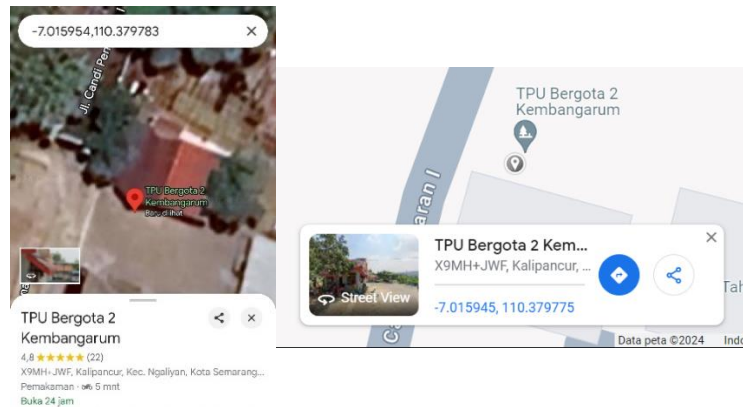 -7.015954,110.379783
Jl. Candi Pen
TPU Bergota 2
Kembangarum
Baru dilihat
TPU Bergota 2
Kembangarum
4,8 (22)
X9MH+JWF, Kalipancur, Kec. Ngaliyan, Kota Semarang...
Pemakaman · 5 mnt
Buka 24 jam
TPU Bergota 2
Kembangarum
aran I
Ca
TPU Bergota 2 Kem...
X9MH+JWF, Kalipancur, ...
Street View
-7.015945, 110.379775
Tah
Data peta ©2024 Indo